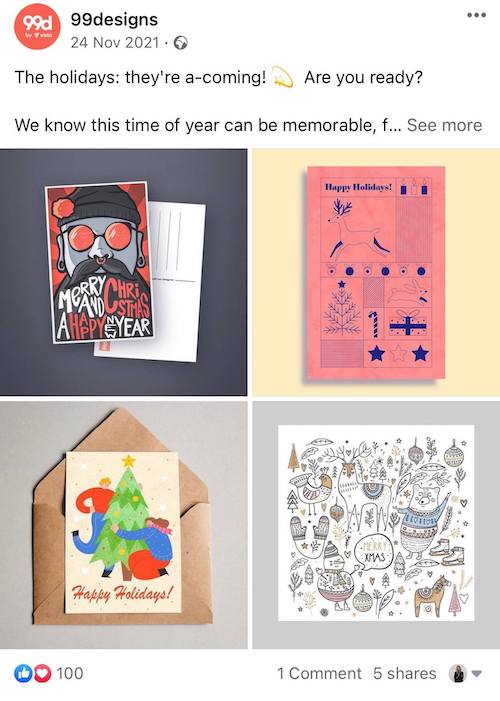 99d
by vista
99designs
24 Nov 2021 ·
The holidays: they're a-coming! Are you ready?
We know this time of year can be memorable, f... See more
MERRY CHRI
AND STMAS
A HAPPY NEW YEAR
Happy Holidays!
Happy Holidays!
MERRY
XMAS
100
1 Comment 5 shares